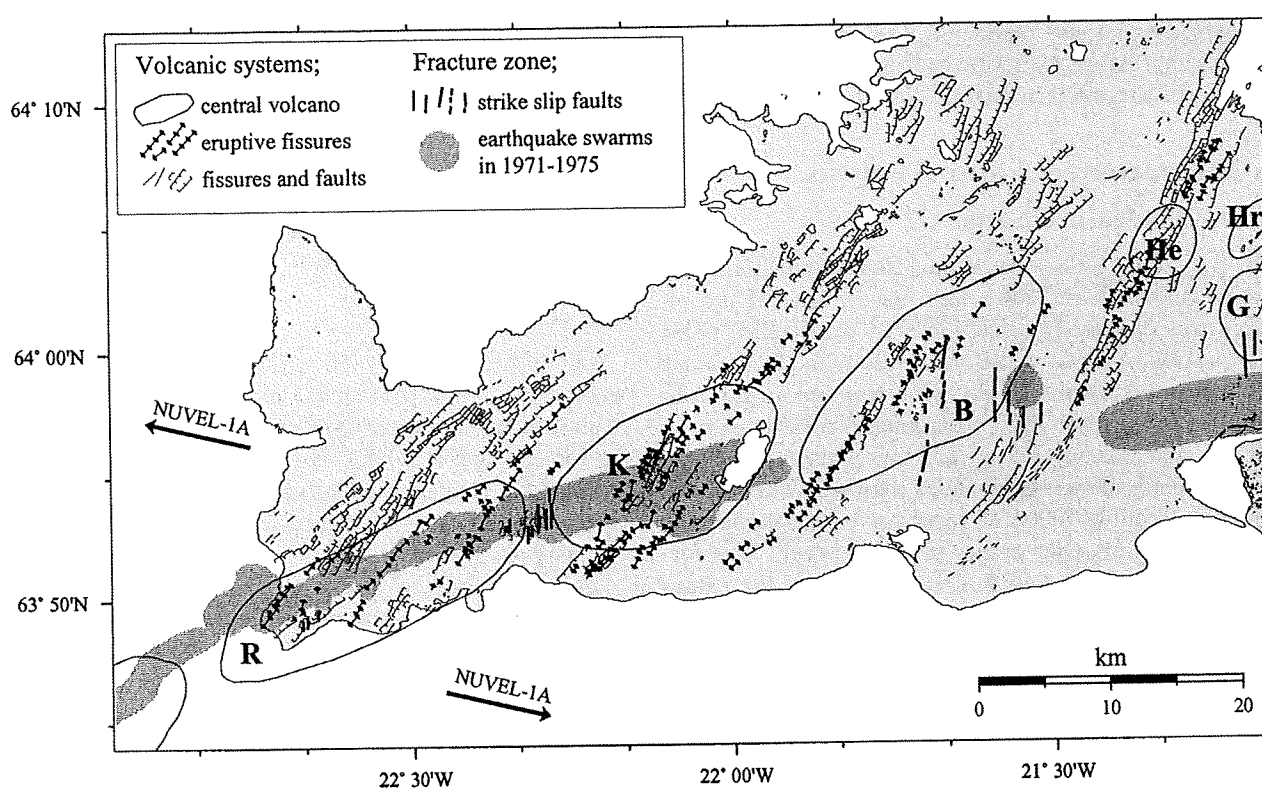 Volcanic systems;
central volcano
eruptive fissures
fissures and faults
Fracture zone;
strike slip faults
earthquake swarms
in 1971-1975
64° 10'N
64° 00'N
63° 50'N
NUVEL-1A
Hr
He
G
B
K
R
NUVEL-1A
km
0
10
20
22° 30'W
22° 00'W
21° 30'W